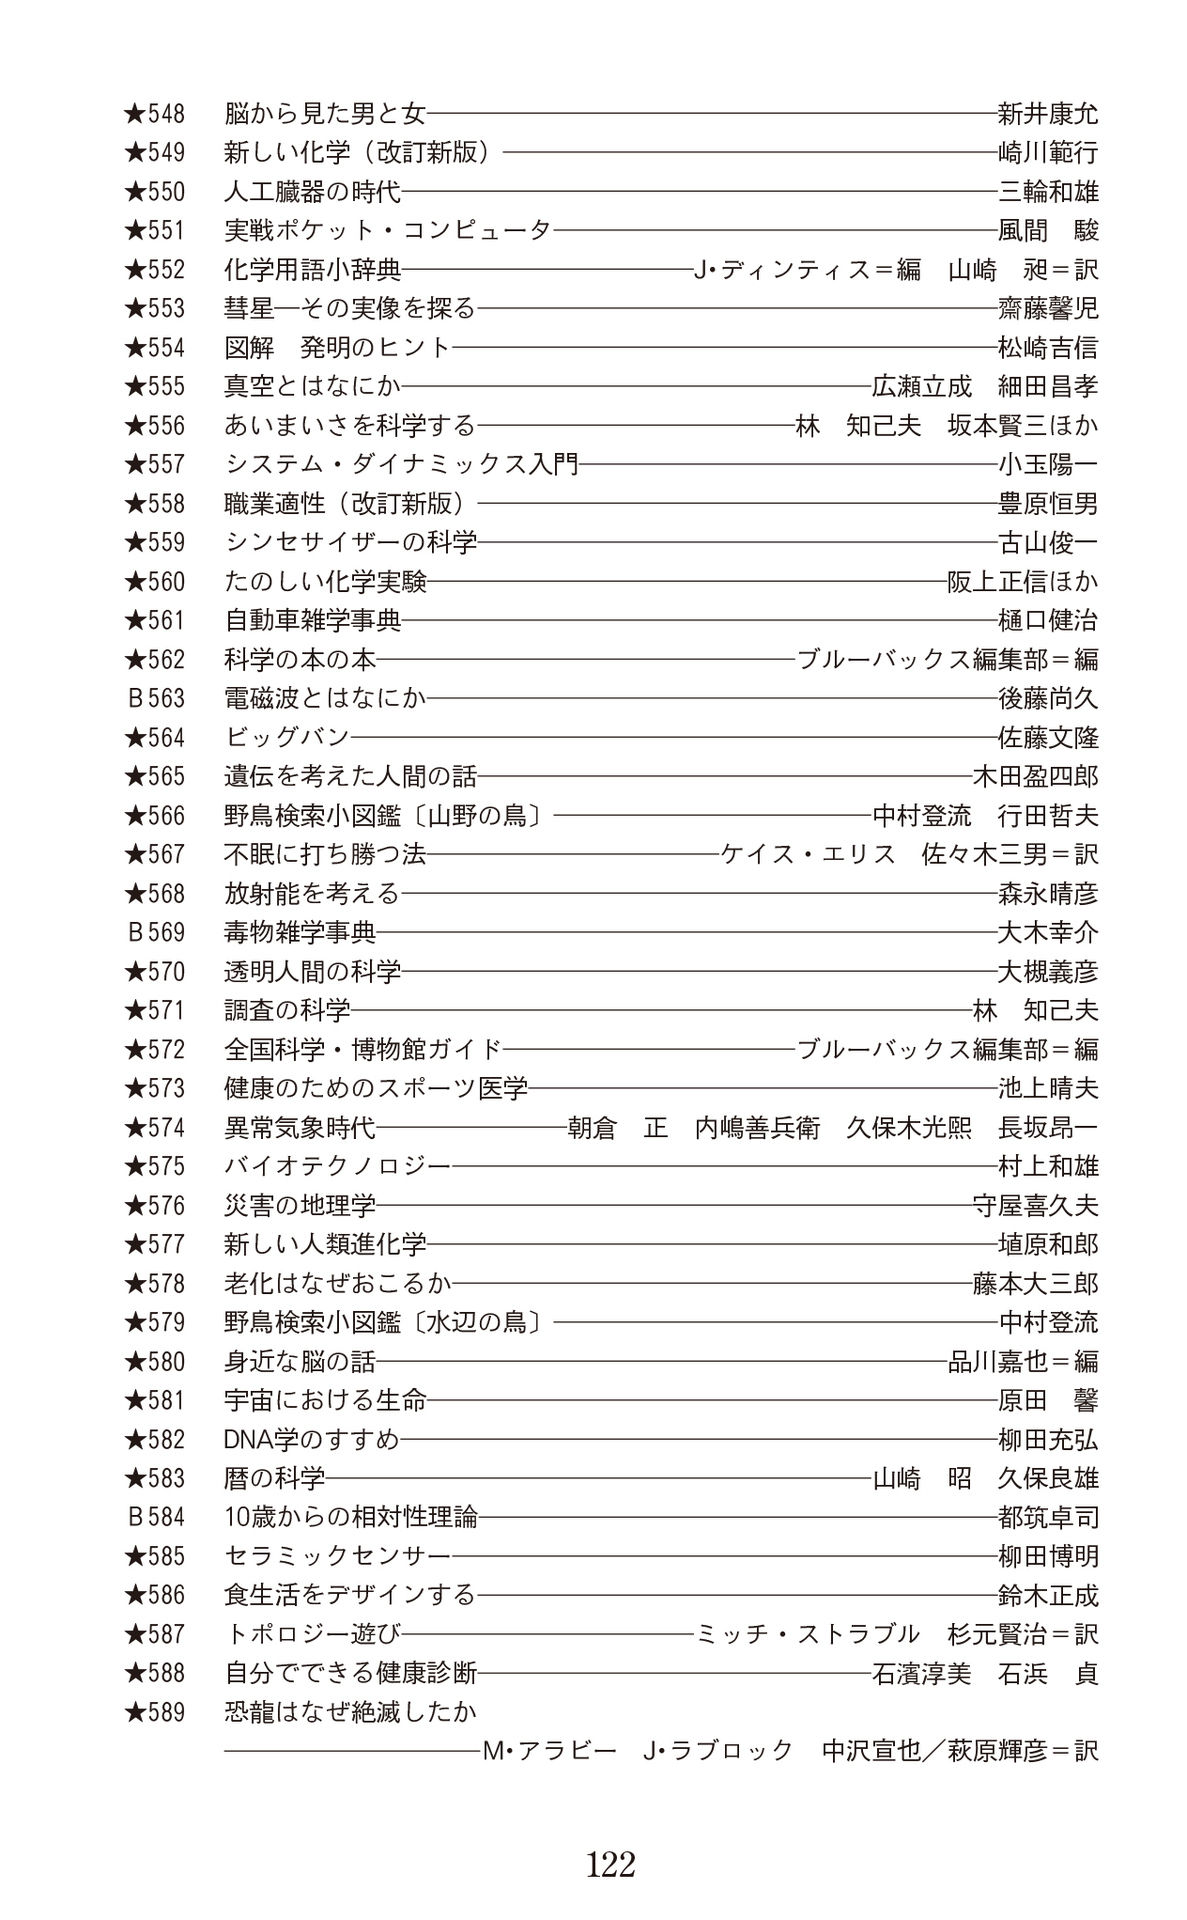 ★548 脳から見た男と女――新井康允
★549 新しい化学（改訂新版）――崎川範行
★550 人工臓器の時代――三輪和雄
★551 実戦ポケット・コンピュータ――風間　駿
★552 化学用語小辞典――J・ディンティス＝編　山崎　昶＝訳
★553 彗星―その実像を探る――齋藤馨児
★554 図解　発明のヒント――松崎吉信
★555 真空とはなにか――広瀬立成　細田昌孝
★556 あいまいさを科学する――林　知己夫　坂本賢三ほか
★557 システム・ダイナミックス入門――小玉陽一
★558 職業適性（改訂新版）――豊原恒男
★559 シンセサイザーの科学――古山俊一
★560 たのしい化学実験――阪上正信ほか
★561 自動車雑学事典――樋口健治
★562 科学の本の本――ブルーバックス編集部＝編
B563 電磁波とはなにか――後藤尚久
★564 ビッグバン――佐藤文隆
★565 遺伝を考えた人間の話――木田盈四郎
★566 野鳥検索小図鑑〔山野の鳥〕――中村登流　行田哲夫
★567 不眠に打ち勝つ法――ケイス・エリス　佐々木三男＝訳
★568 放射能を考える――森永晴彦
B569 毒物雑学事典――大木幸介
★570 透明人間の科学――大槻義彦
★571 調査の科学――林　知己夫
★572 全国科学・博物館ガイド――ブルーバックス編集部＝編
★573 健康のためのスポーツ医学――池上晴夫
★574 異常気象時代――朝倉　正　内嶋善兵衛　久保木光熙　長坂昂一
★575 バイオテクノロジー――村上和雄
★576 災害の地理学――守屋喜久夫
★577 新しい人類進化学――埴原和郎
★578 老化はなぜおこるか――藤本大三郎
★579 野鳥検索小図鑑〔水辺の鳥〕――中村登流
★580 身近な脳の話――品川嘉也＝編
★581 宇宙における生命――原田　馨
★582 DNA学のすすめ――柳田充弘
★583 暦の科学――山崎　昭　久保良雄
B584 10歳からの相対性理論――都筑卓司
★585 セラミックセンサー――柳田博明
★586 食生活をデザインする――鈴木正成
★587 トポロジー遊び――ミッチ・ストラブル　杉元賢治＝訳
★588 自分でできる健康診断――石濱淳美　石浜　貞
★589 恐龍はなぜ絶滅したか
――M・アラビー　J・ラブロック　中沢宣也／萩原輝彦＝訳
122